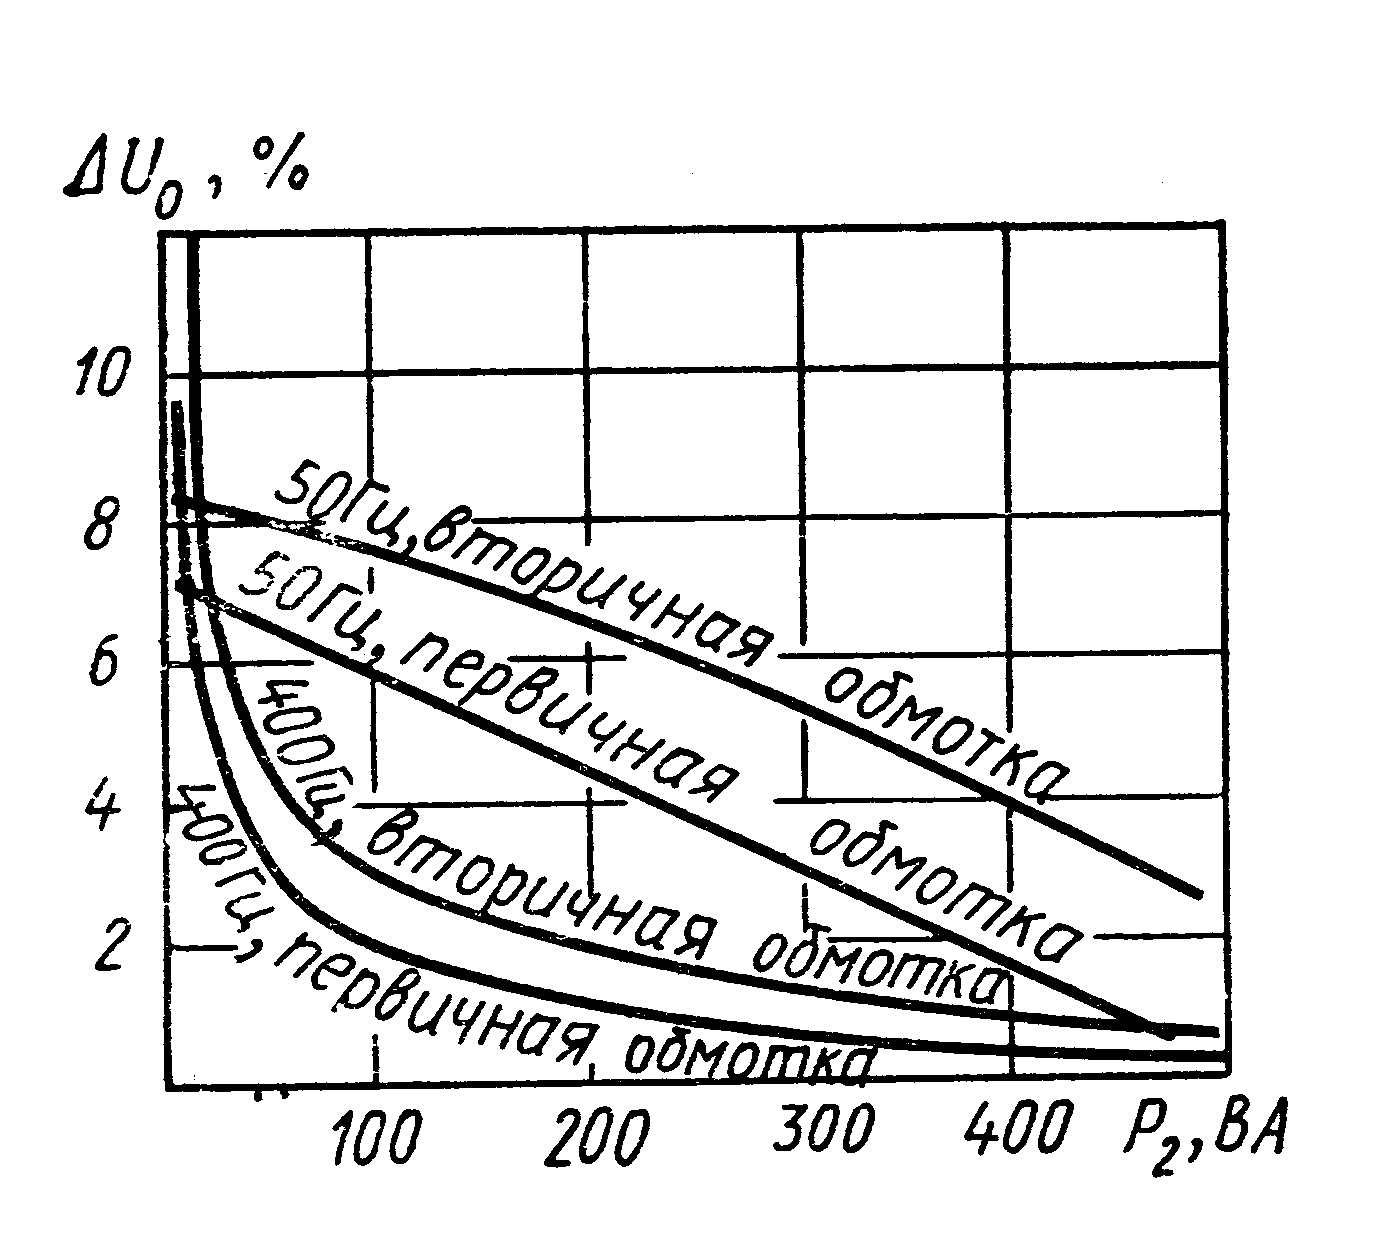 ΔU₀, %
10
8
6
4
2
50Гц, вторичная обмотка
50Гц, первичная обмотка
400Гц, вторичная обмотка
400Гц, первичная обмотка
100 200 300 400 P₂, ВА